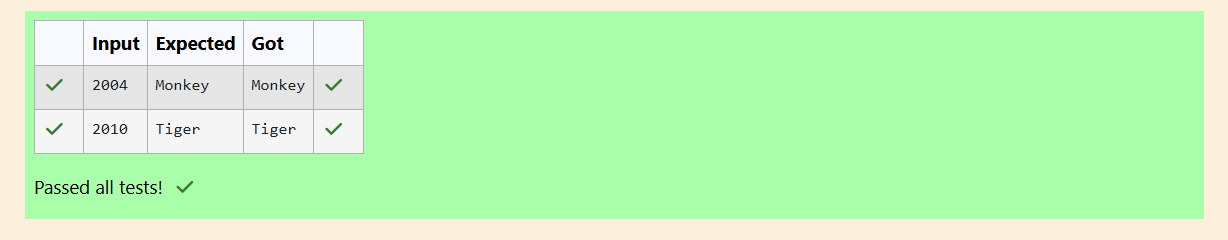 Input Expected Got
2004 Monkey Monkey
2010 Tiger Tiger
Passed all tests!